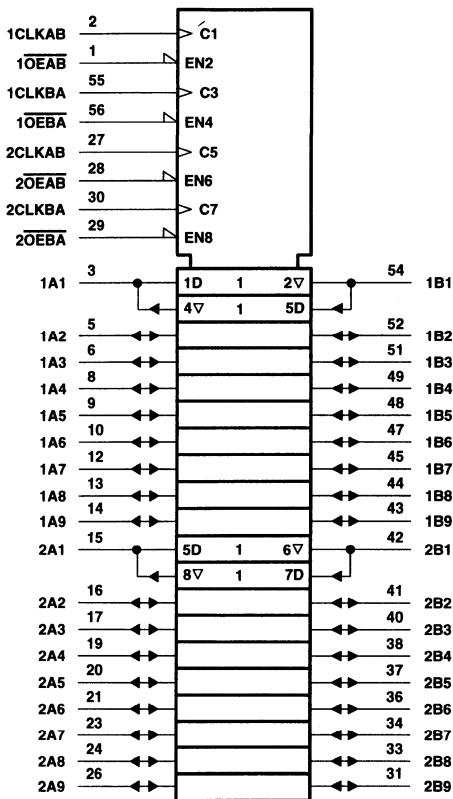 1CLKAB 2 C1
1OEAB 1 EN2
1CLKBA 55 C3
1OEBA 56 EN4
2CLKAB 27 C5
2OEAB 28 EN6
2CLKBA 30 C7
2OEBA 29 EN8
1A1 3 1D 1 2▽ 54 1B1
4▽ 1 5D
1A2 5 52 1B2
1A3 6 51 1B3
1A4 8 49 1B4
1A5 9 48 1B5
1A6 10 47 1B6
1A7 12 45 1B7
1A8 13 44 1B8
1A9 14 43 1B9
2A1 15 5D 1 6▽ 42 2B1
8▽ 1 7D
2A2 16 41 2B2
2A3 17 40 2B3
2A4 19 38 2B4
2A5 20 37 2B5
2A6 21 36 2B6
2A7 23 34 2B7
2A8 24 33 2B8
2A9 26 31 2B9